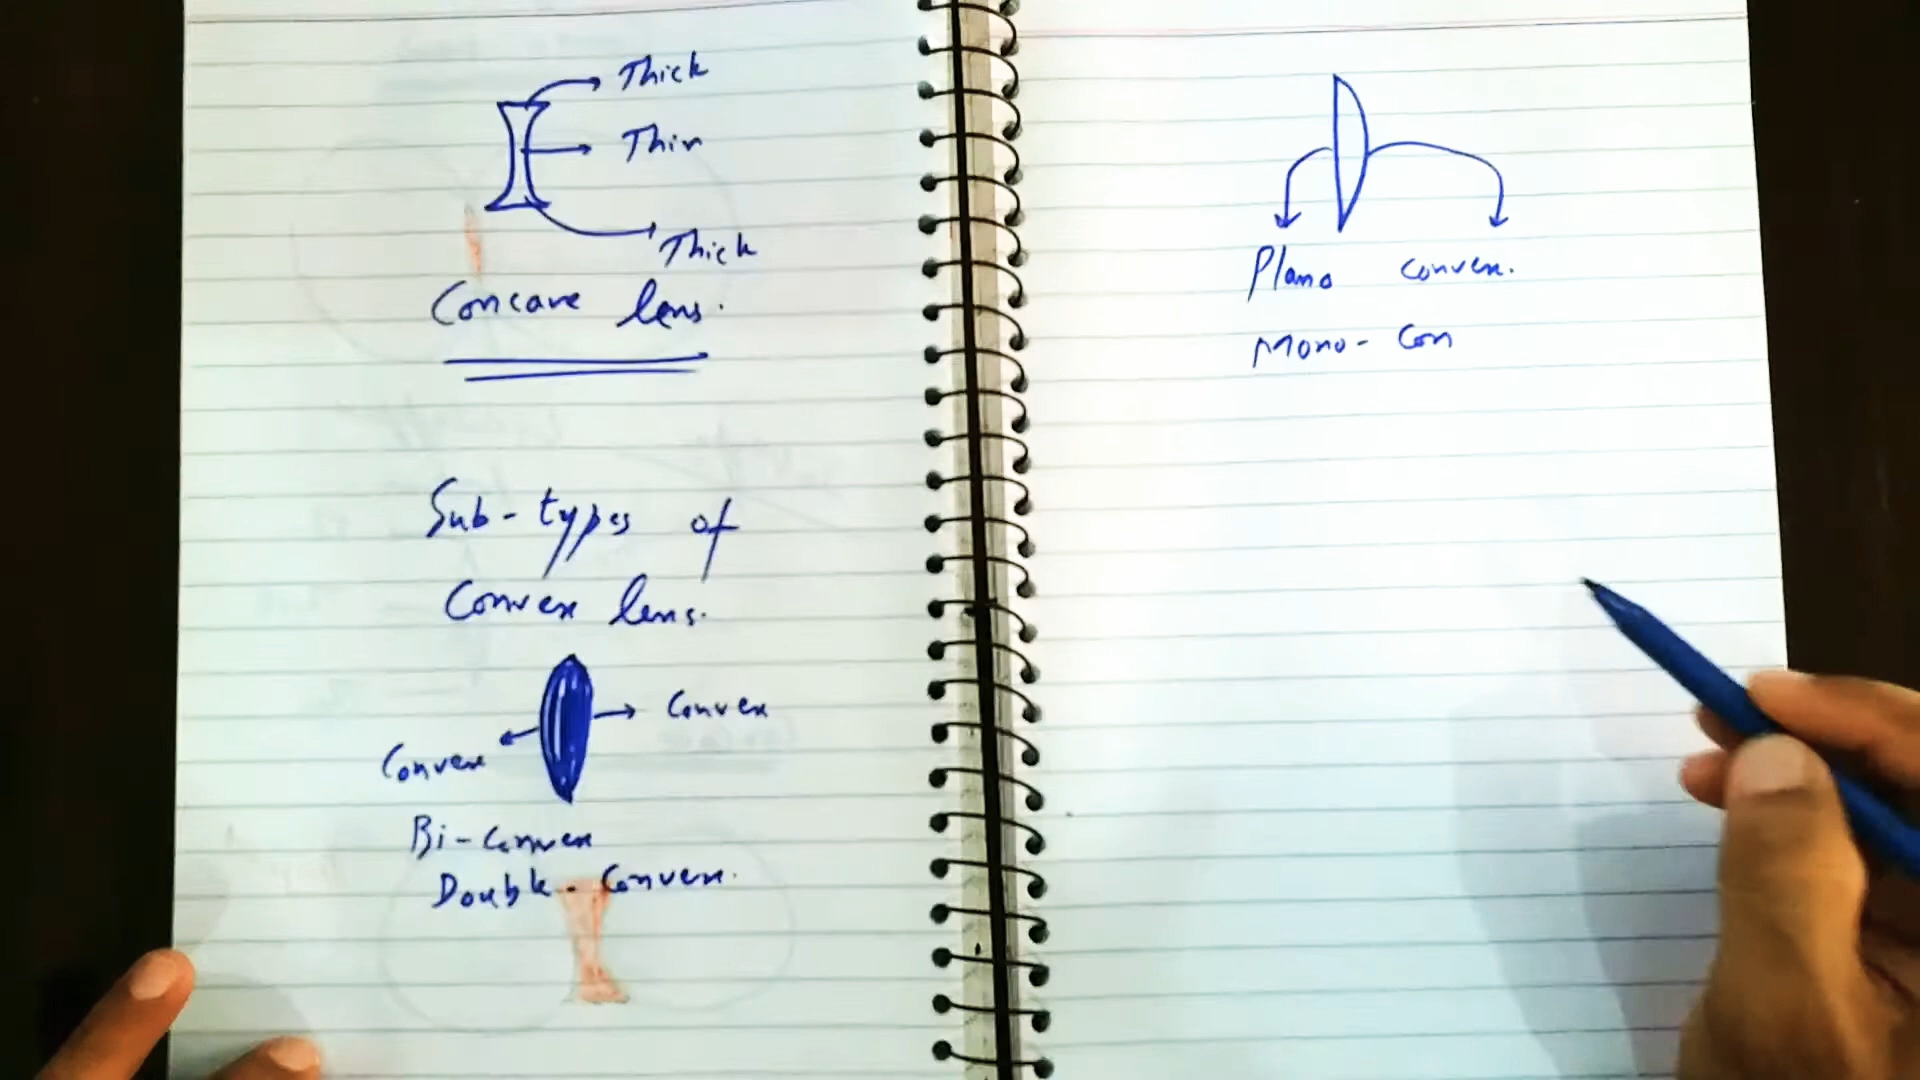 Thick
Thin
Thick
Concave lens.
Sub-types of
Convex lens.
Convex
Convex
Bi-Convex
Double-Convex.
Plano convex.
Mono-Con